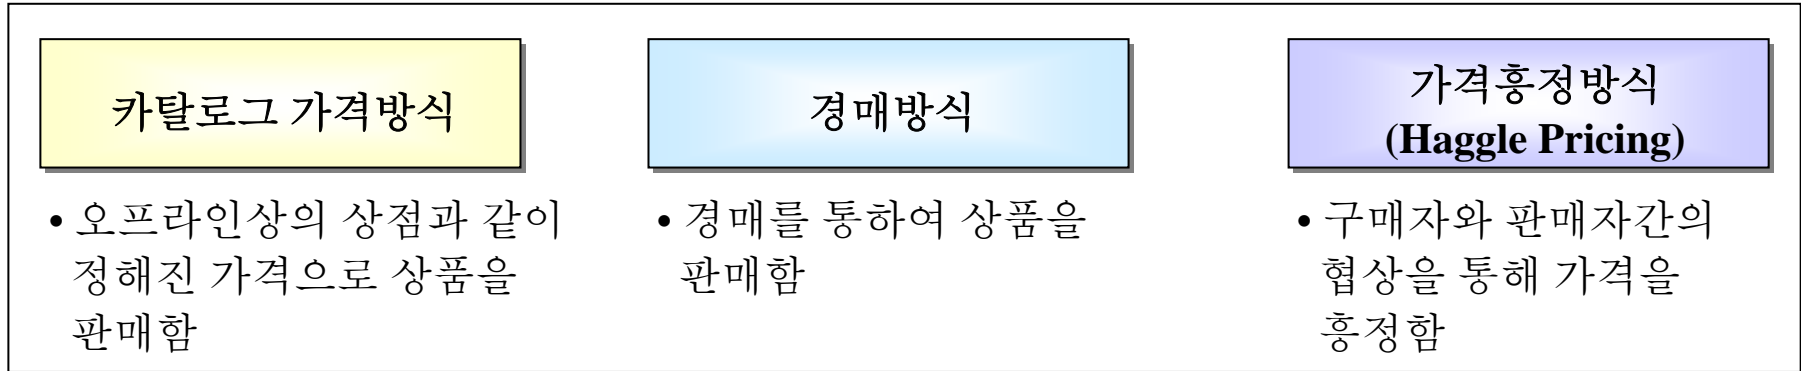 카탈로그 가격방식
• 오프라인상의 상점과 같이
정해진 가격으로 상품을
판매함
경매방식
• 경매를 통하여 상품을
판매함
가격흥정방식
(Haggle Pricing)
• 구매자와 판매자간의
협상을 통해 가격을
흥정함